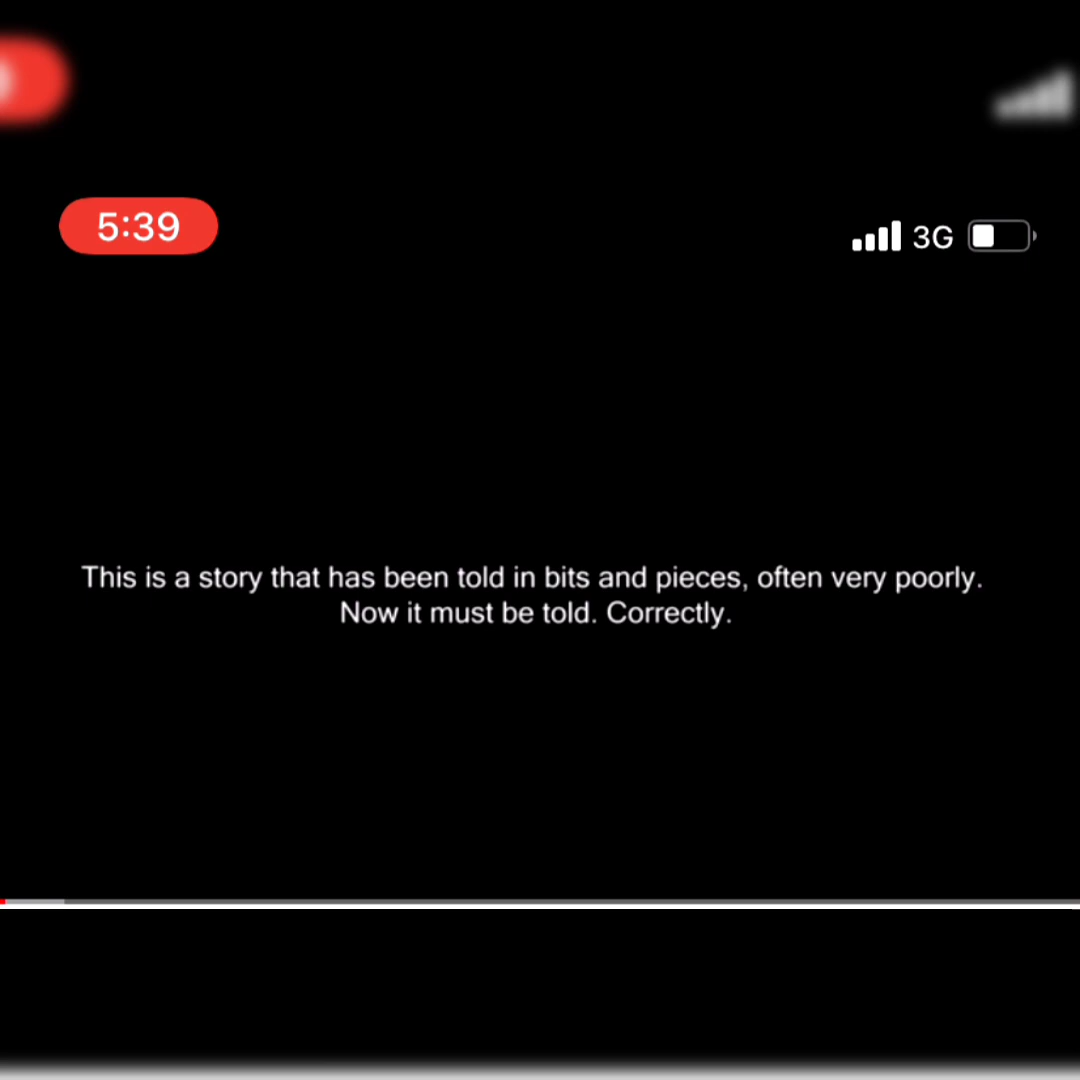 5:39
3G
This is a story that has been told in bits and pieces, often very poorly.
Now it must be told. Correctly.